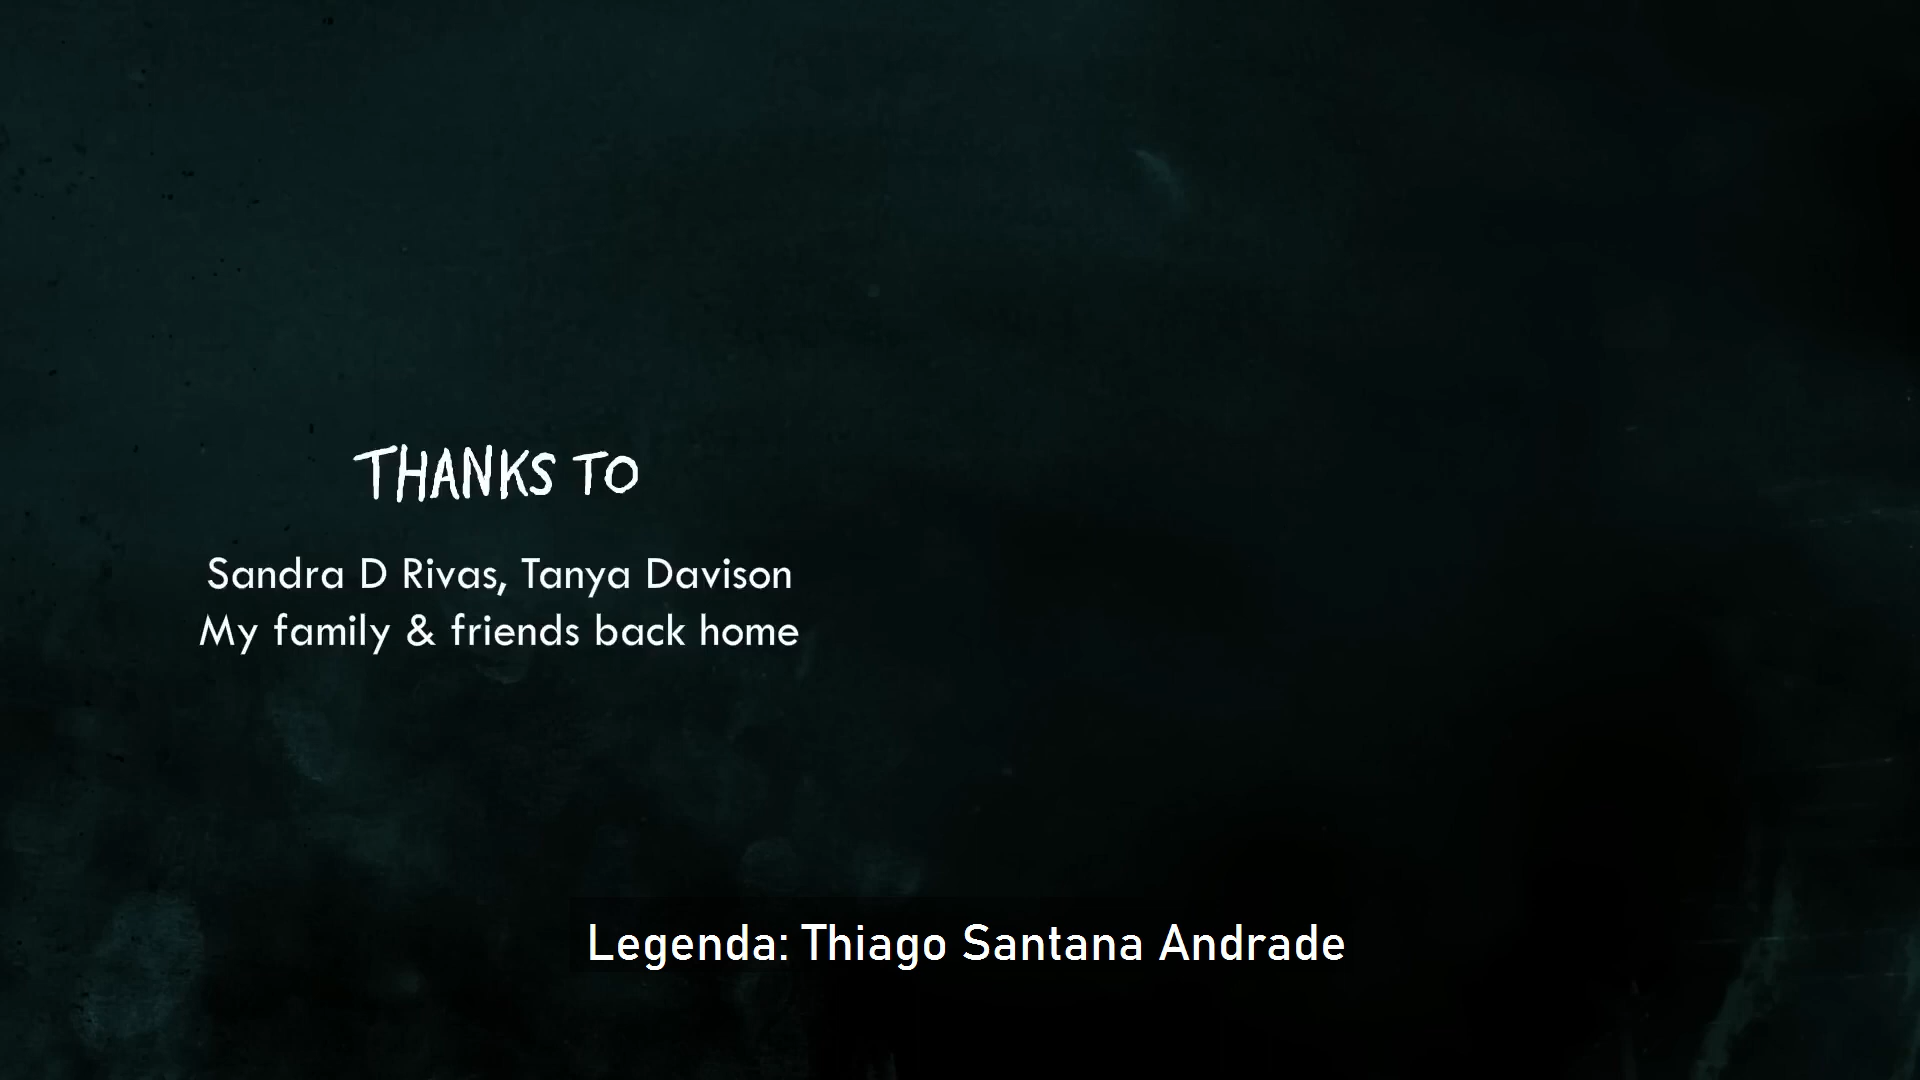 THANKS TO
Sandra D Rivas, Tanya Davison
My family & friends back home
Legenda: Thiago Santana Andrade